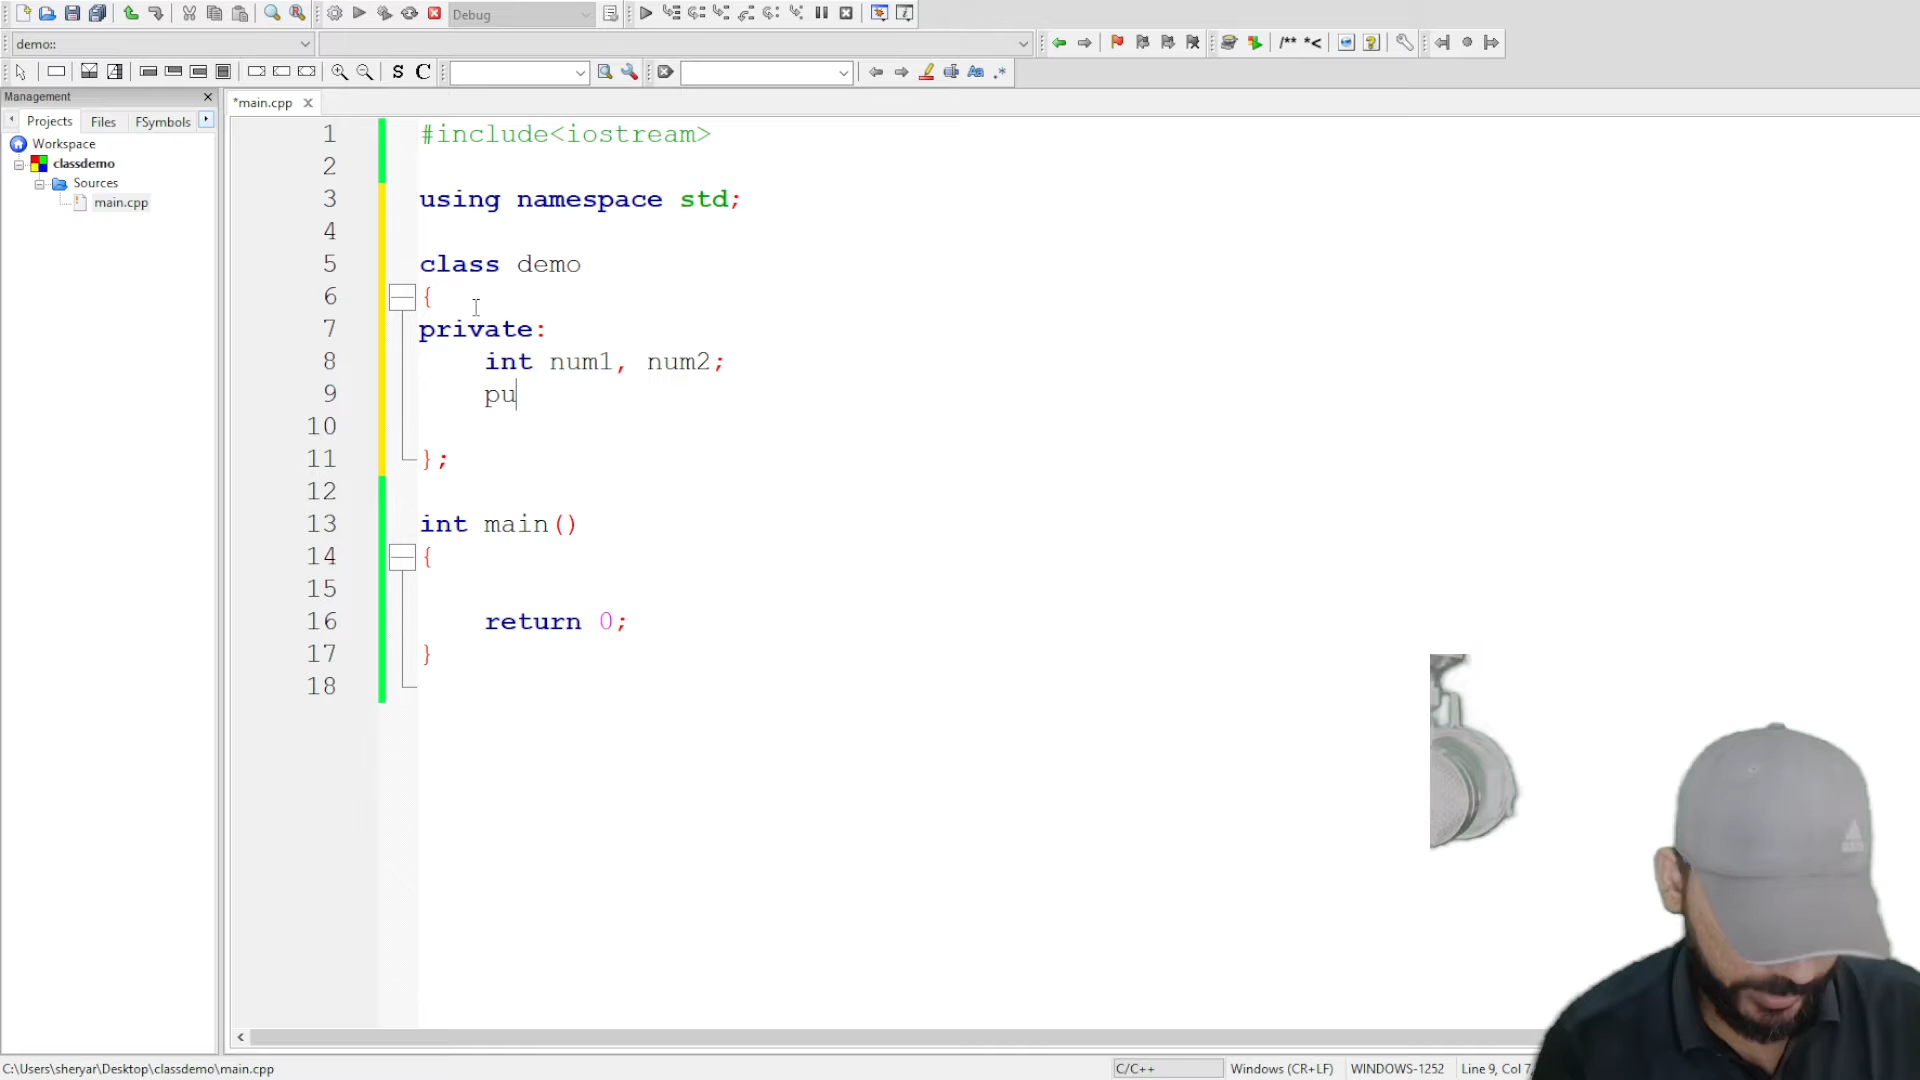 Debug
demo::
/** *<
S C
Aa .*
Management
Projects Files FSymbols
Workspace
classdemo
Sources
main.cpp
*main.cpp
1 #include<iostream>
2
3 using namespace std;
4
5 class demo
6 {
7 private:
8 int num1, num2;
9 pu
10
11 };
12
13 int main()
14 {
15
16 return 0;
17 }
18
C:\Users\sheryar\Desktop\classdemo\main.cpp
C/C++
Windows (CR+LF)
WINDOWS-1252
Line 9, Col 7,